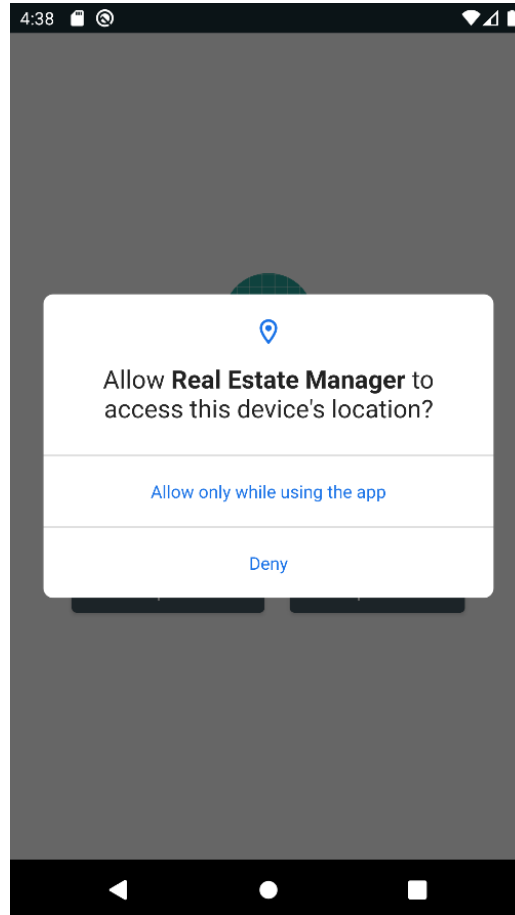 4:38
Allow Real Estate Manager to
access this device's location?
Allow only while using the app
Deny